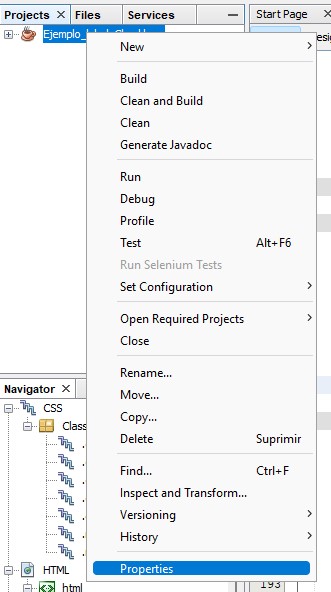 Projects × Files Services
Start Page
Ejemplo_
New
Build
Clean and Build
Clean
Generate Javadoc
Run
Debug
Profile
Test Alt+F6
Run Selenium Tests
Set Configuration
Open Required Projects
Close
Rename...
Move...
Copy...
Delete Suprimir
Find... Ctrl+F
Inspect and Transform...
Versioning
History
Properties
Navigator ×
CSS
Class
HTML
html
193